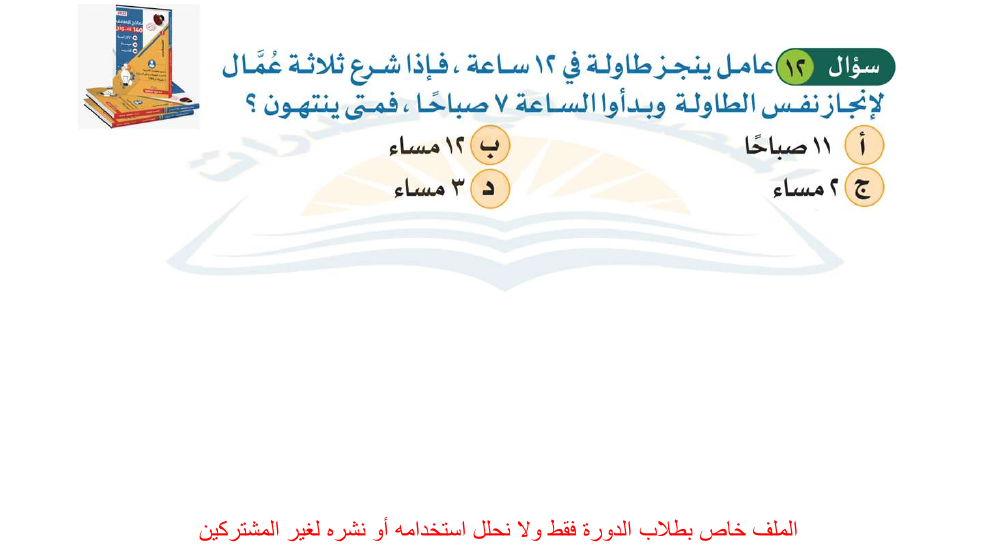 سؤال ١٢ عامل ينجز طاولة في ١٢ ساعة ، فإذا شرع ثلاثة عُمَّال
لإنجاز نفس الطاولة وبدأوا الساعة ٧ صباحًا ، فمتى ينتهون ؟
أ ١١ صباحًا ب ١٢ مساء
ج ٢ مساء د ٣ مساء
الملف خاص بطلاب الدورة فقط ولا نحلل استخدامه أو نشره لغير المشتركين